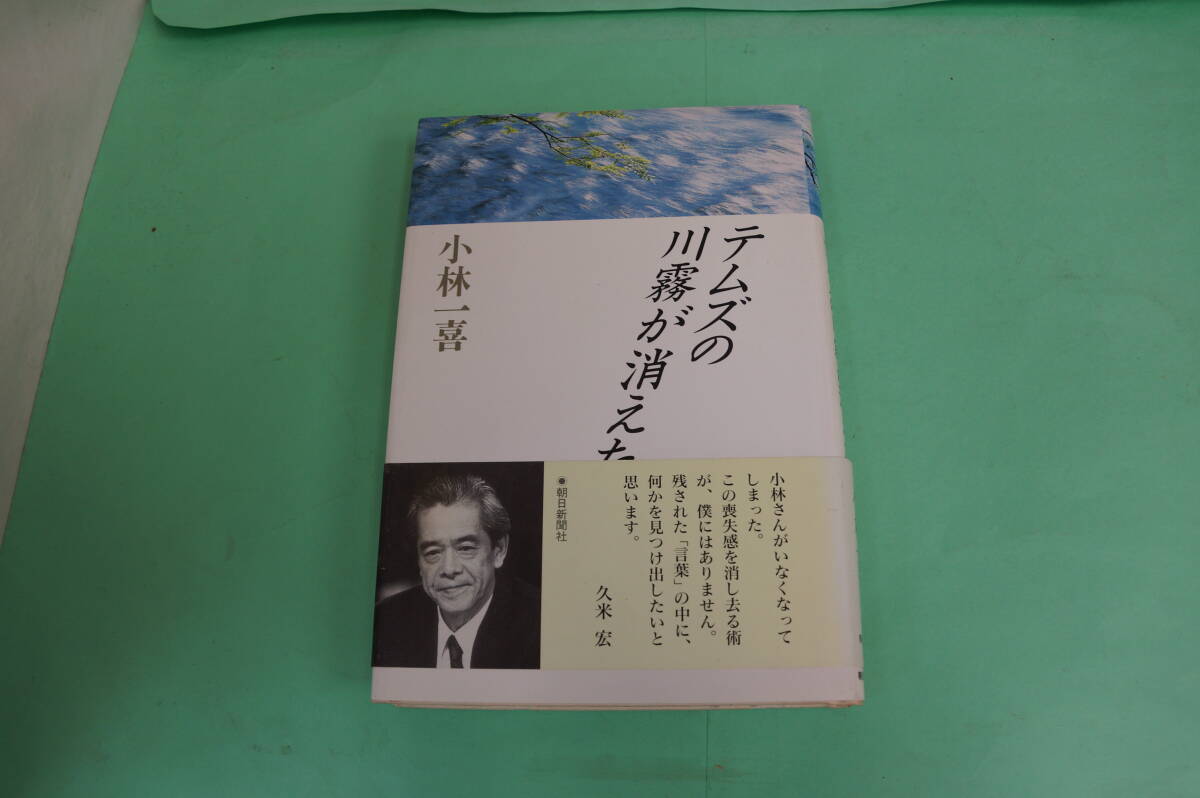 テムズの
川霧が消えた
小林一喜
小林さんがいなくなって
しまった。
この喪失感を消し去る術
が、僕にはありません。
残された「言葉」の中に、
何かを見つけ出したいと
思います。
久米 宏
◉朝日新聞社